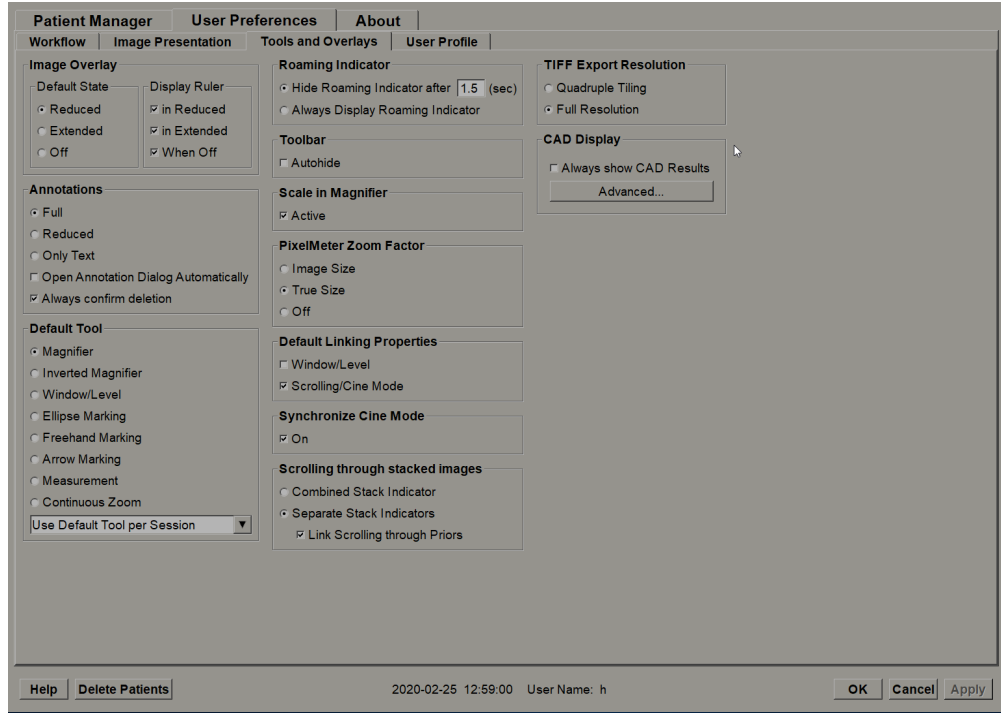 Patient Manager User Preferences About
Workflow Image Presentation Tools and Overlays User Profile
Image Overlay
Default State
Reduced
Extended
Off
Display Ruler
in Reduced
in Extended
When Off
Annotations
Full
Reduced
Only Text
Open Annotation Dialog Automatically
Always confirm deletion
Default Tool
Magnifier
Inverted Magnifier
Window/Level
Ellipse Marking
Freehand Marking
Arrow Marking
Measurement
Continuous Zoom
Use Default Tool per Session
Roaming Indicator
Hide Roaming Indicator after 1.5 (sec)
Always Display Roaming Indicator
Toolbar
Autohide
Scale in Magnifier
Active
PixelMeter Zoom Factor
Image Size
True Size
Off
Default Linking Properties
Window/Level
Scrolling/Cine Mode
Synchronize Cine Mode
On
Scrolling through stacked images
Combined Stack Indicator
Separate Stack Indicators
Link Scrolling through Priors
TIFF Export Resolution
Quadruple Tiling
Full Resolution
CAD Display
Always show CAD Results
Advanced...
Help Delete Patients 2020-02-25 12:59:00 User Name: h OK Cancel Apply